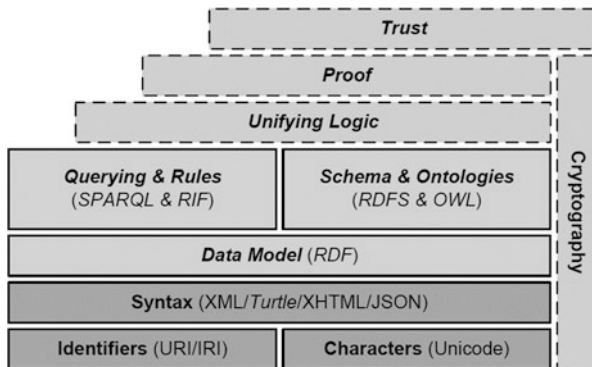 Trust
Proof
Unifying Logic
Querying & Rules
(SPARQL & RIF)
Schema & Ontologies
(RDFS & OWL)
Data Model (RDF)
Syntax (XML/Turtle/XHTML/JSON)
Identifiers (URI/IRI)
Characters (Unicode)
Cryptography